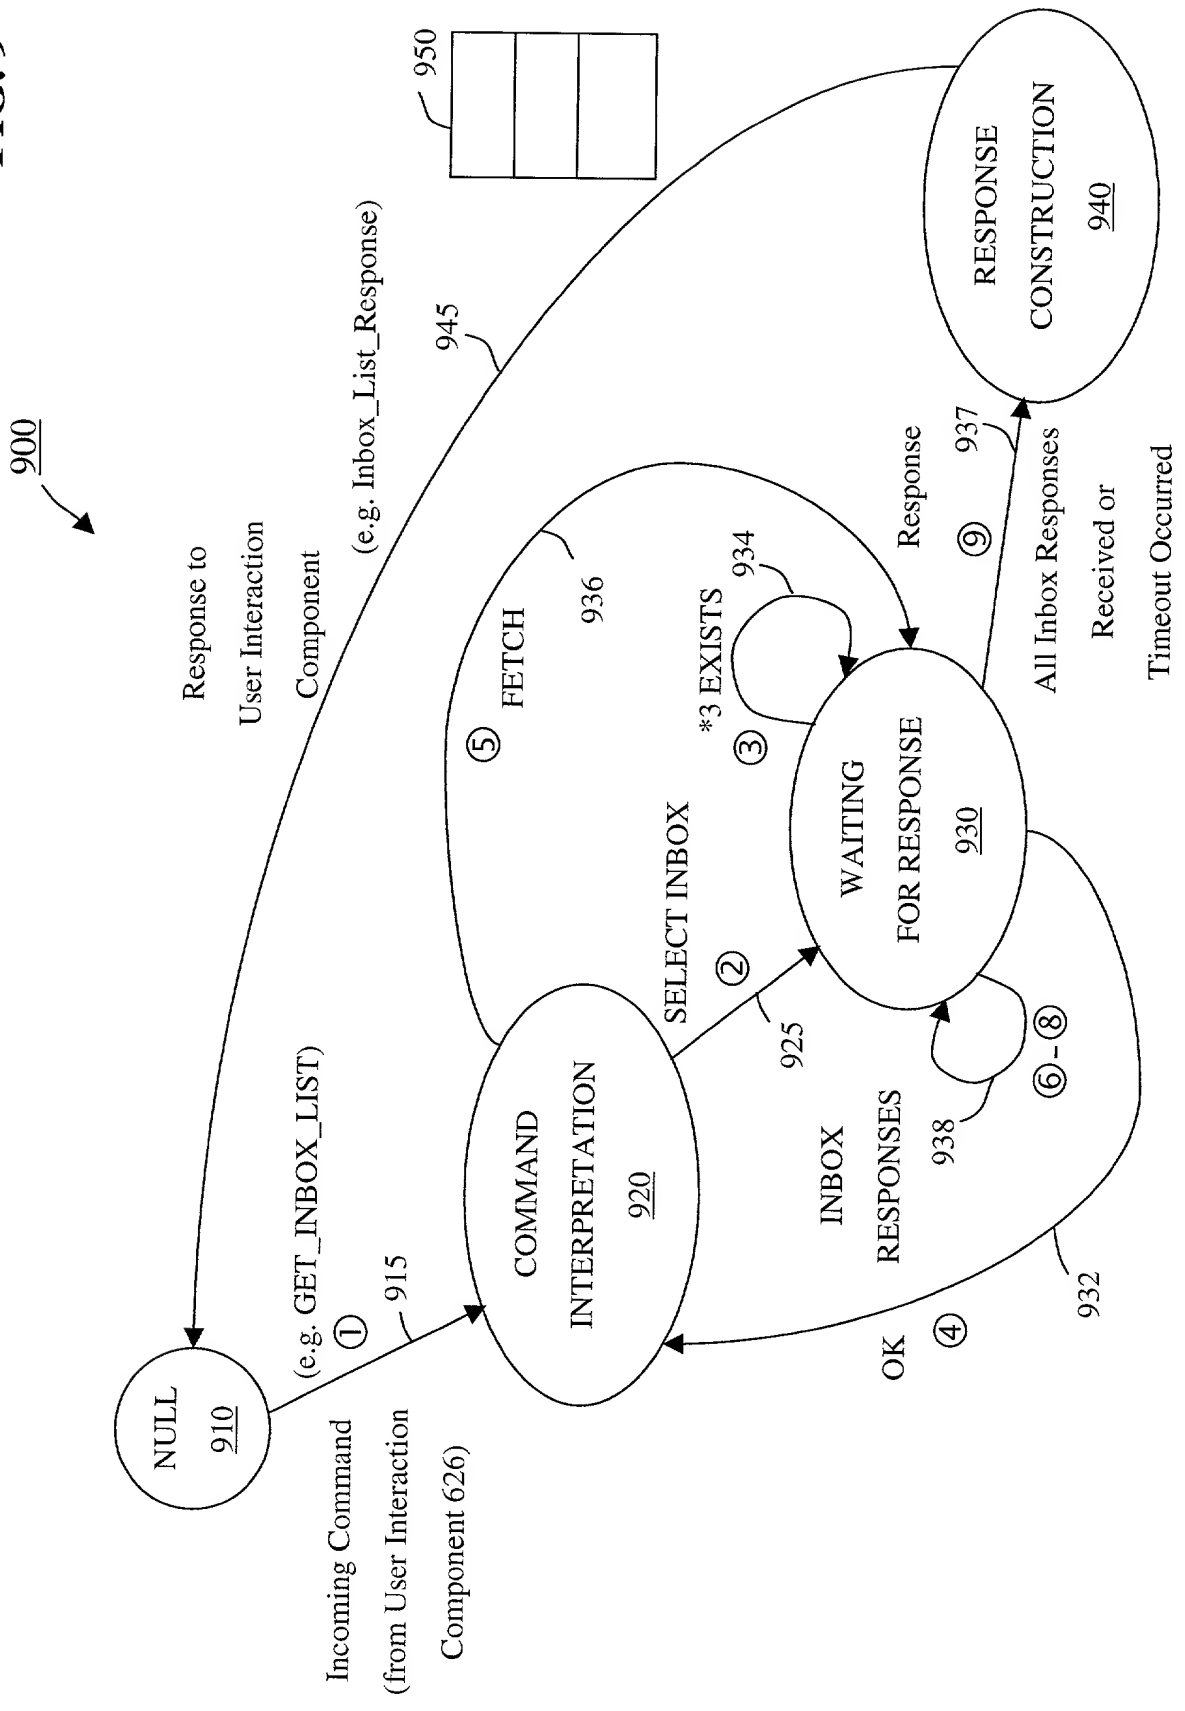 FIG. 9
900
950
Response to
User Interaction
Component
(e.g. Inbox_List_Response)
945
NULL
910
(e.g. GET_INBOX_LIST)
①
915
Incoming Command
(from User Interaction
Component 626)
⑤
FETCH
936
COMMAND
INTERPRETATION
920
SELECT INBOX
②
925
*3 EXISTS
③
934
WAITING
FOR RESPONSE
930
Response
⑨
937
All Inbox Responses
Received or
Timeout Occurred
RESPONSE
CONSTRUCTION
940
INBOX
RESPONSES
938
⑥-⑧
OK
④
932